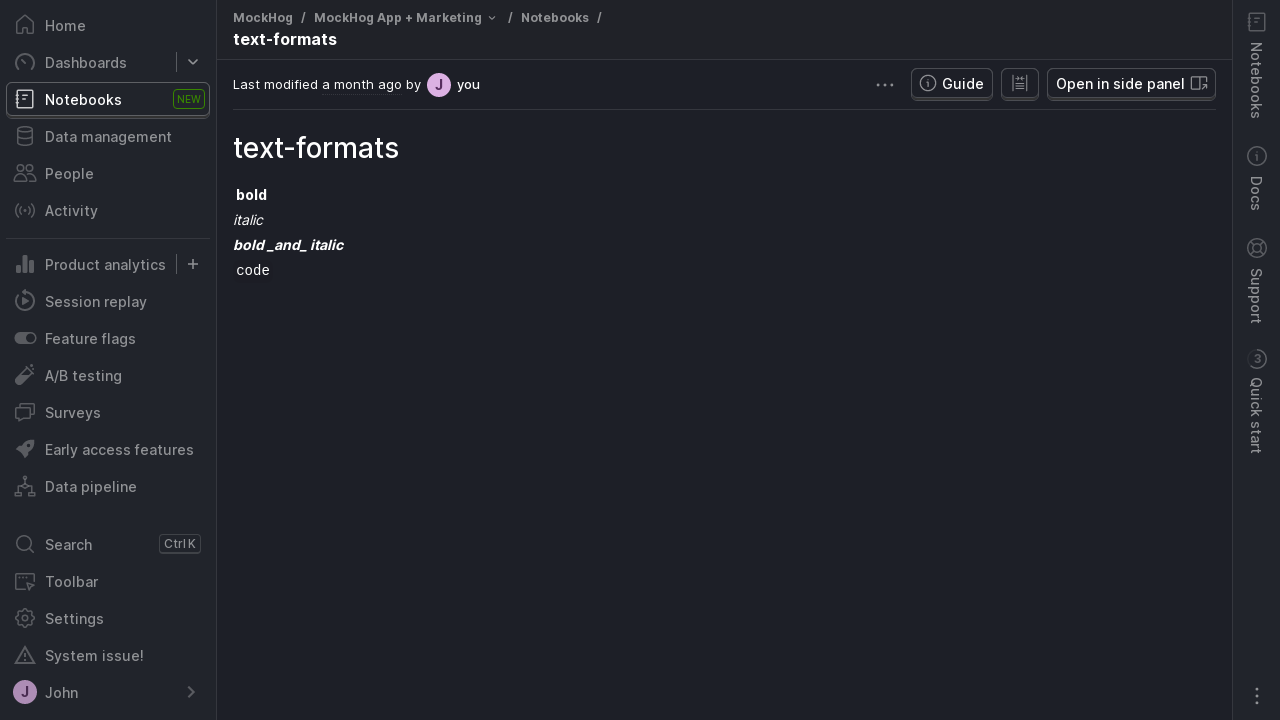 MockHog / MockHog App + Marketing / Notebooks /
text-formats
Last modified a month ago by J you
Guide
Open in side panel
text-formats
bold
italic
bold _and_ italic
code
Home
Dashboards
Notebooks NEW
Data management
People
Activity
Product analytics
Session replay
Feature flags
A/B testing
Surveys
Early access features
Data pipeline
Search Ctrl K
Toolbar
Settings
System issue!
J John
Notebooks
Docs
Support
3 Quick start